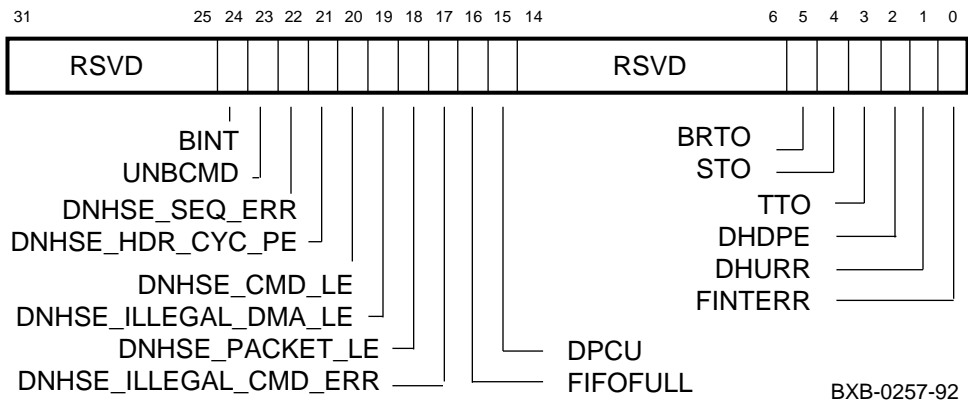 31 25 24 23 22 21 20 19 18 17 16 15 14 6 5 4 3 2 1 0
RSVD RSVD
BINT
UNBCMD
DNHSE_SEQ_ERR
DNHSE_HDR_CYC_PE
DNHSE_CMD_LE
DNHSE_ILLEGAL_DMA_LE
DNHSE_PACKET_LE
DNHSE_ILLEGAL_CMD_ERR
BRTO
STO
TTO
DHDPE
DHURR
FINTERR
DPCU
FIFOFULL
BXB-0257-92